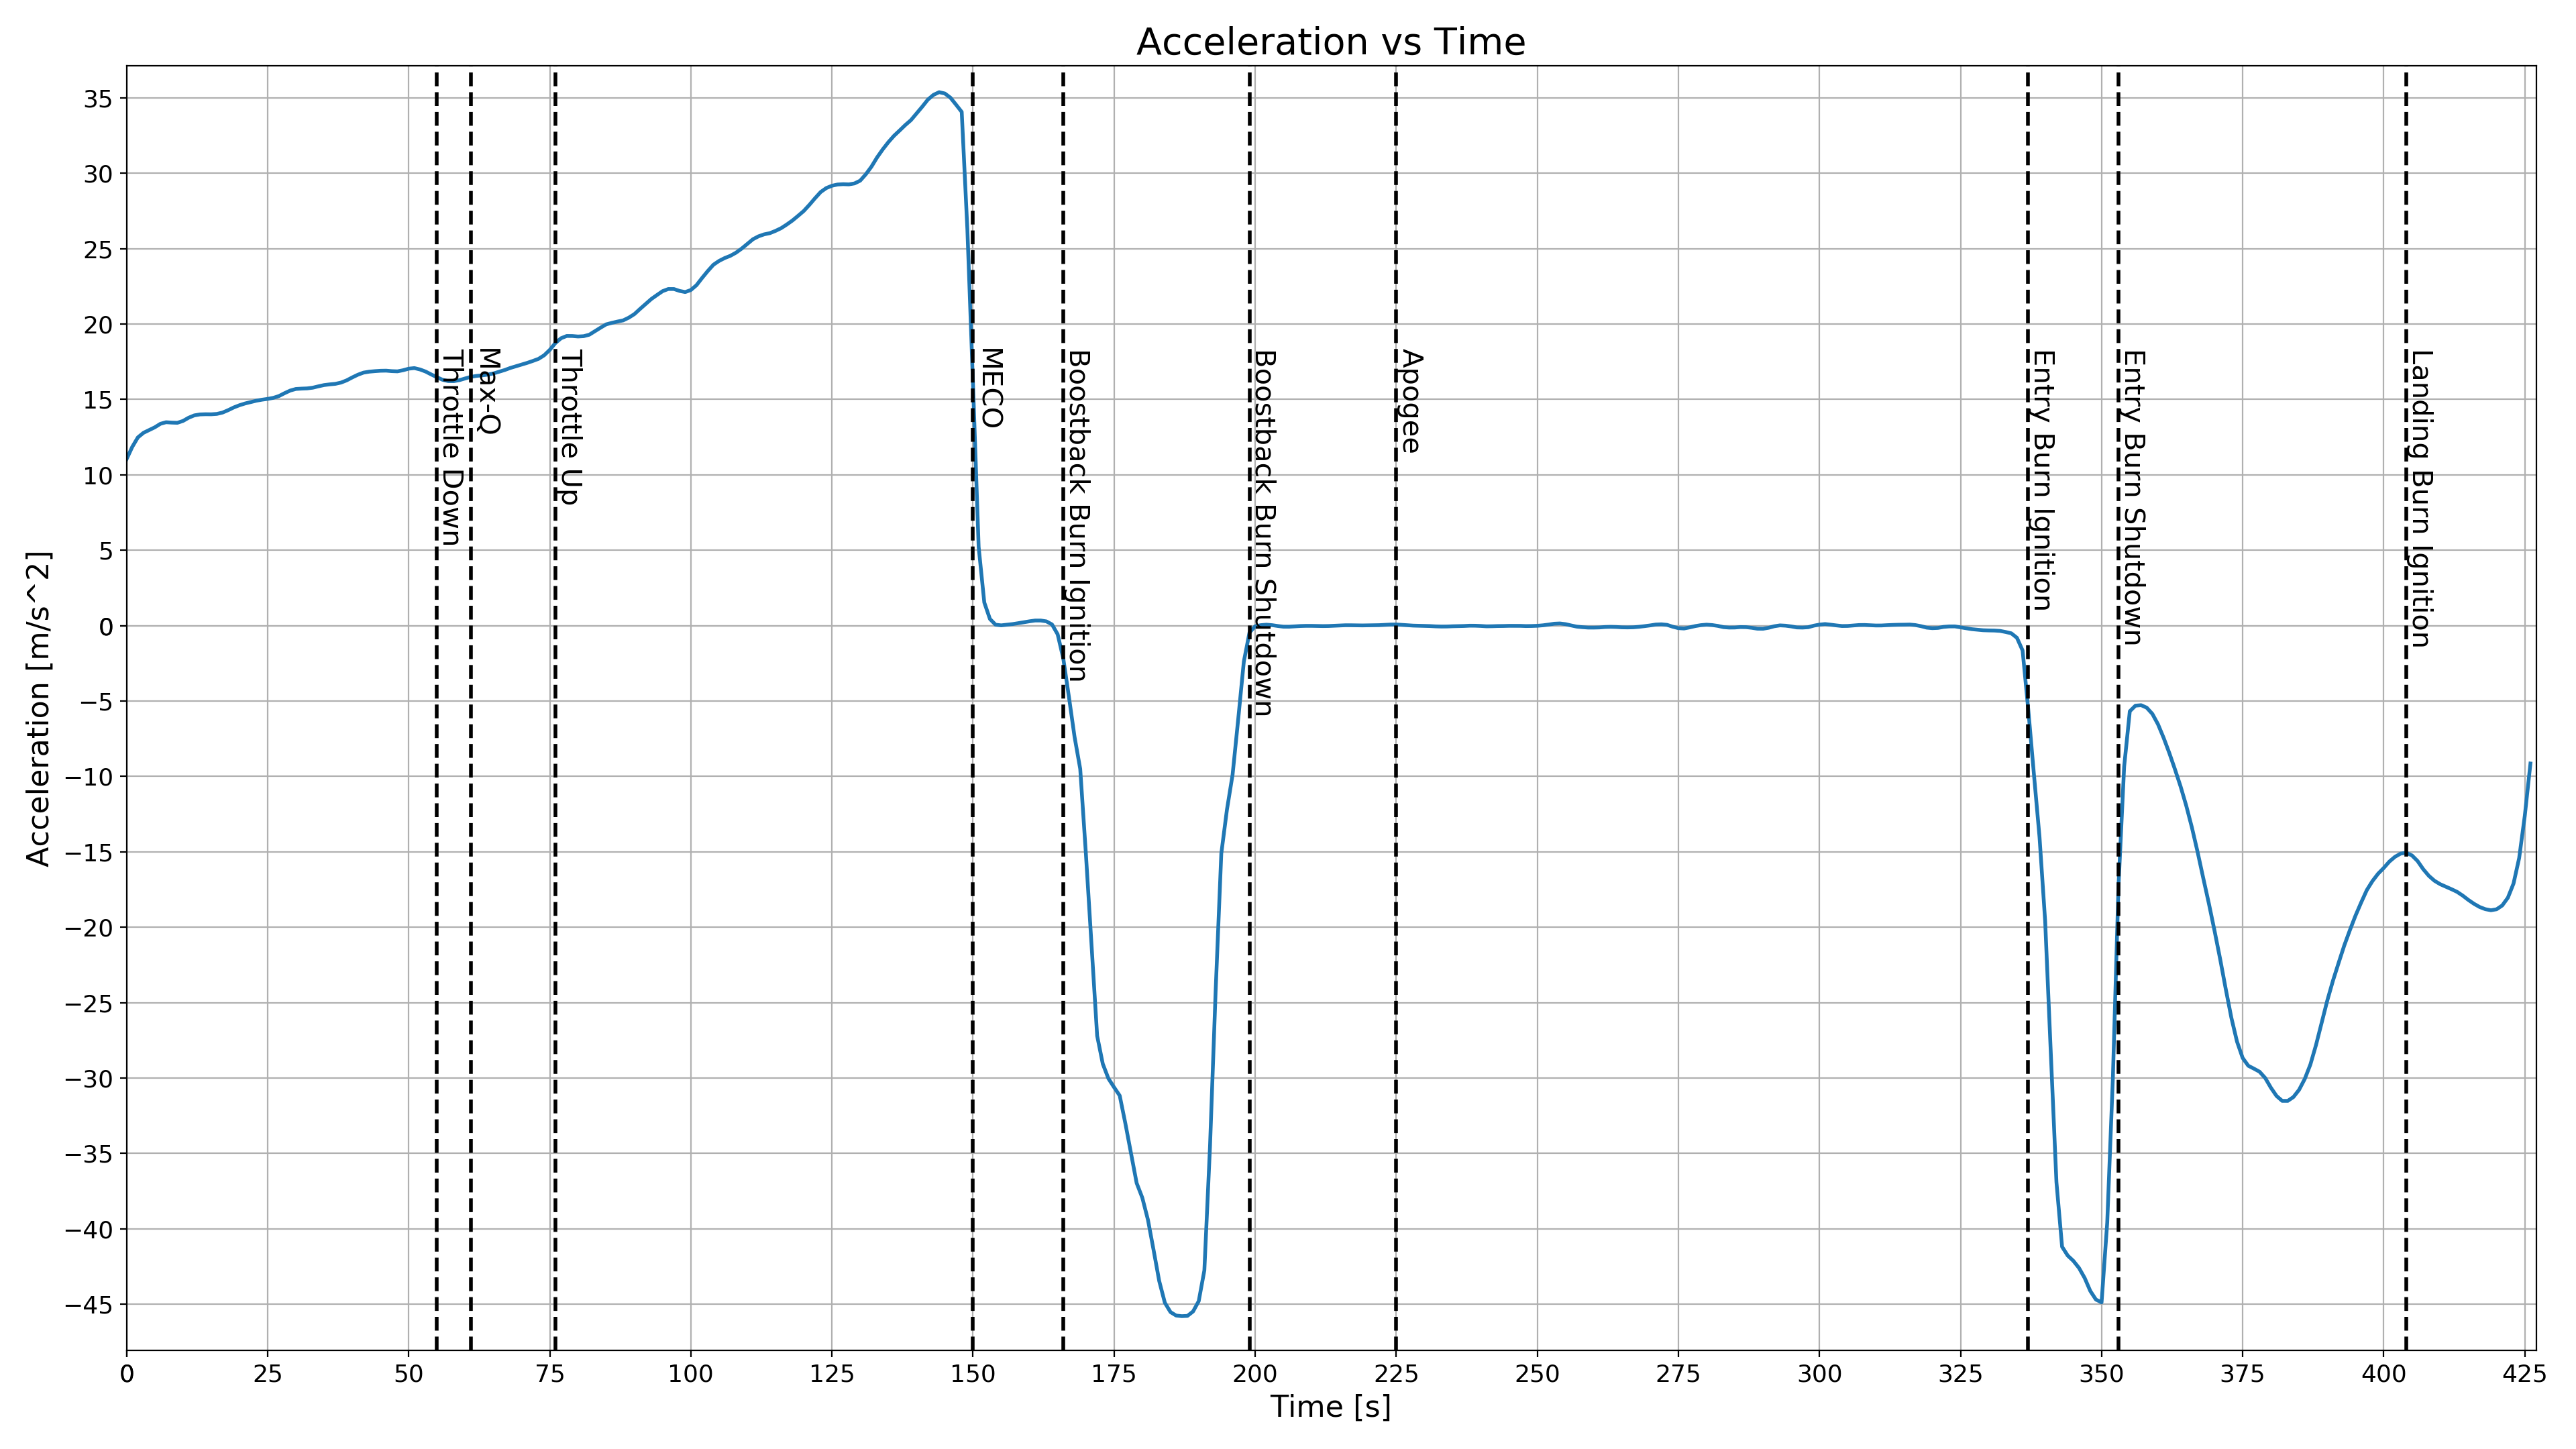 Acceleration vs Time
35
30
25
20
15
10
5
0
−5
−10
−15
−20
−25
−30
−35
−40
−45
Acceleration [m/s^2]
Throttle Down
Max-Q
Throttle Up
MECO
Boostback Burn Ignition
Boostback Burn Shutdown
Apogee
Entry Burn Ignition
Entry Burn Shutdown
Landing Burn Ignition
0 25 50 75 100 125 150 175 200 225 250 275 300 325 350 375 400 425
Time [s]